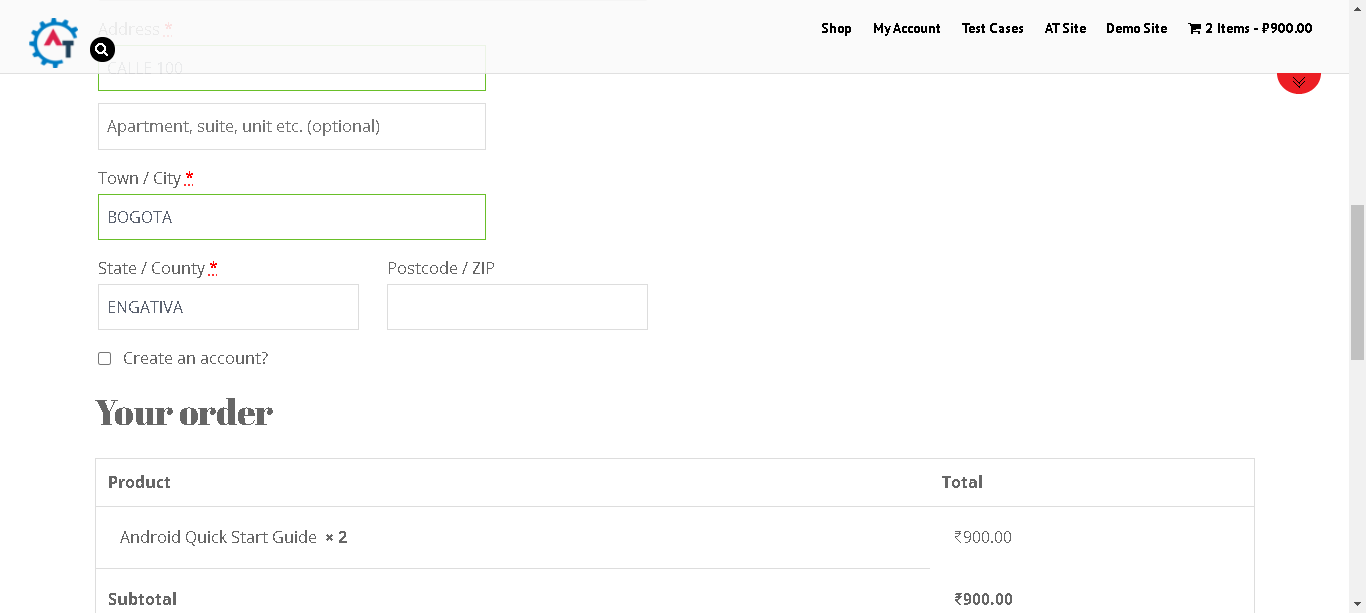 Address *
AT
Shop My Account Test Cases AT Site Demo Site 2 Items - ₹900.00
CALLE 100
Apartment, suite, unit etc. (optional)
Town / City *
BOGOTA
State / County * Postcode / ZIP
ENGATIVA
Create an account?
Your order
Product Total
Android Quick Start Guide × 2 ₹900.00
Subtotal ₹900.00